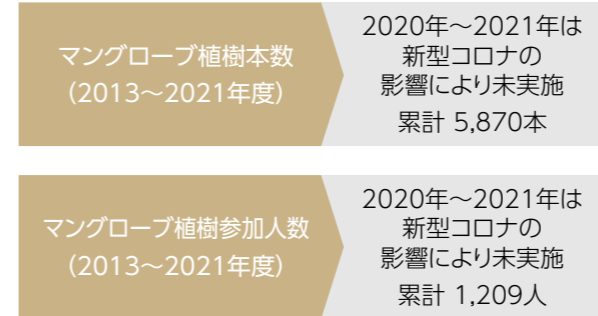 マングローブ植樹本数
（2013～2021年度）
2020年～2021年は
新型コロナの
影響により未実施
累計 5,870本
マングローブ植樹参加人数
（2013～2021年度）
2020年～2021年は
新型コロナの
影響により未実施
累計 1,209人